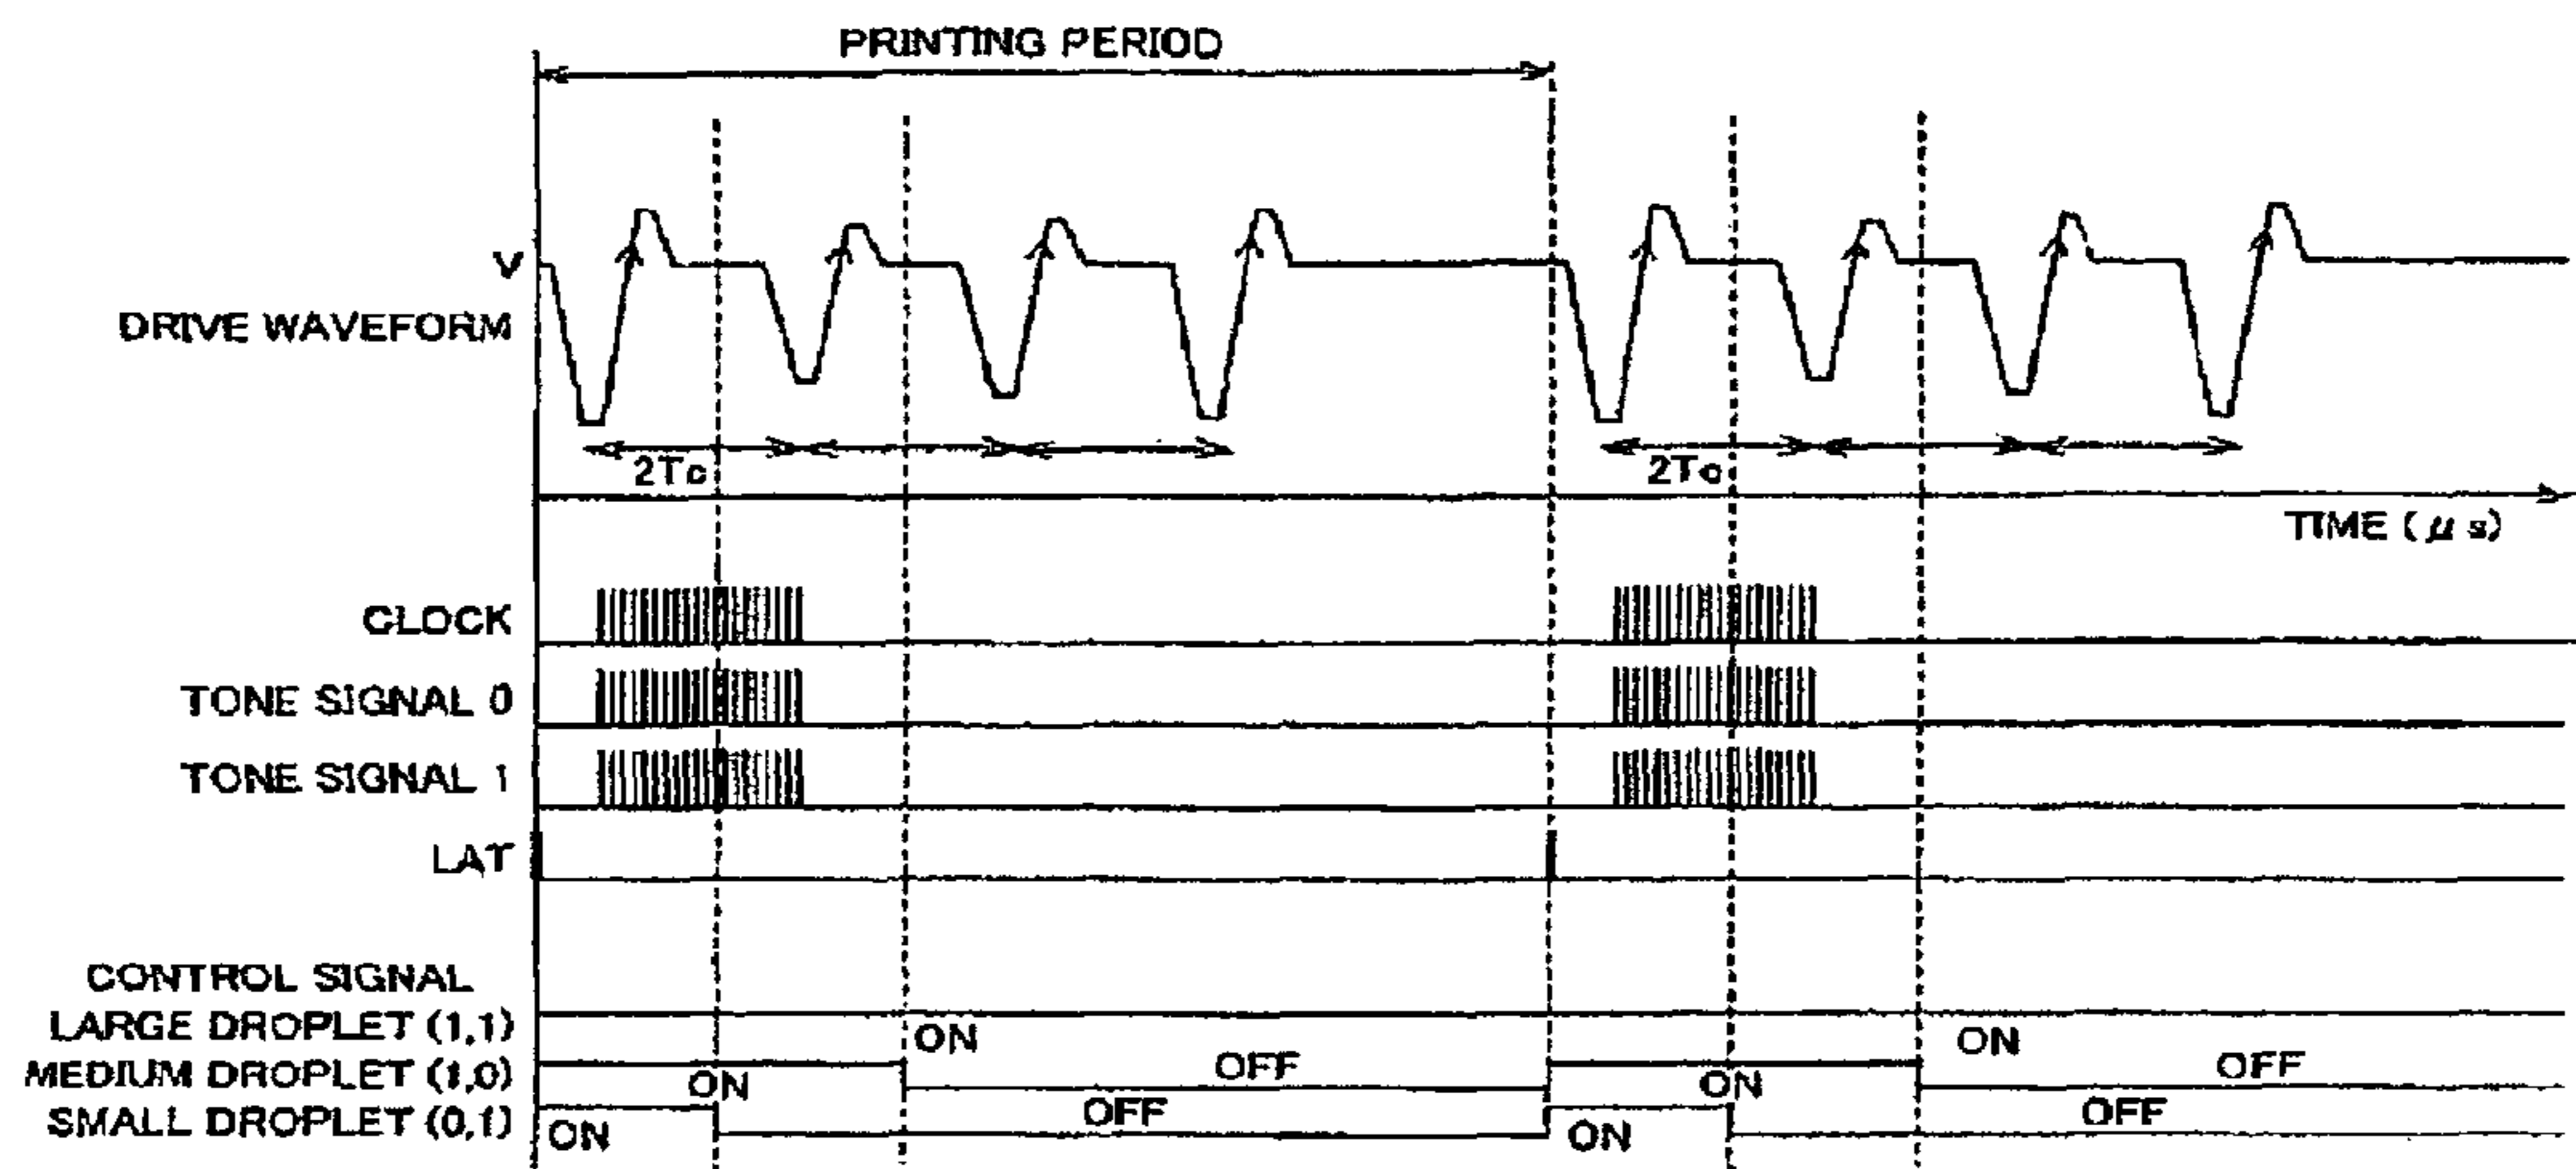 PRINTING PERIOD
V
DRIVE WAVEFORM
2Tc
2Tc
TIME (μs)
CLOCK
TONE SIGNAL 0
TONE SIGNAL 1
LAT
CONTROL SIGNAL
LARGE DROPLET (1,1)
ON
ON
MEDIUM DROPLET (1,0)
ON
OFF
ON
OFF
SMALL DROPLET (0,1)
ON
OFF
ON
OFF